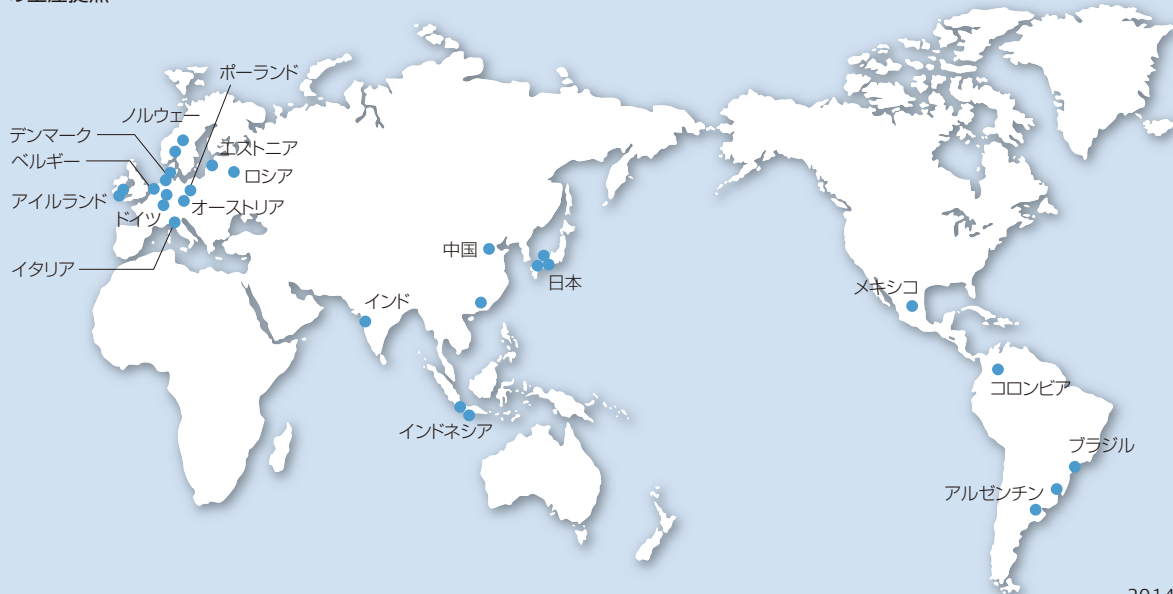 ポーランド
ノルウェー
デンマーク
エストニア
ベルギー
ロシア
アイルランド
オーストリア
ドイツ
イタリア
中国
日本
インド
メキシコ
コロンビア
インドネシア
ブラジル
アルゼンチン